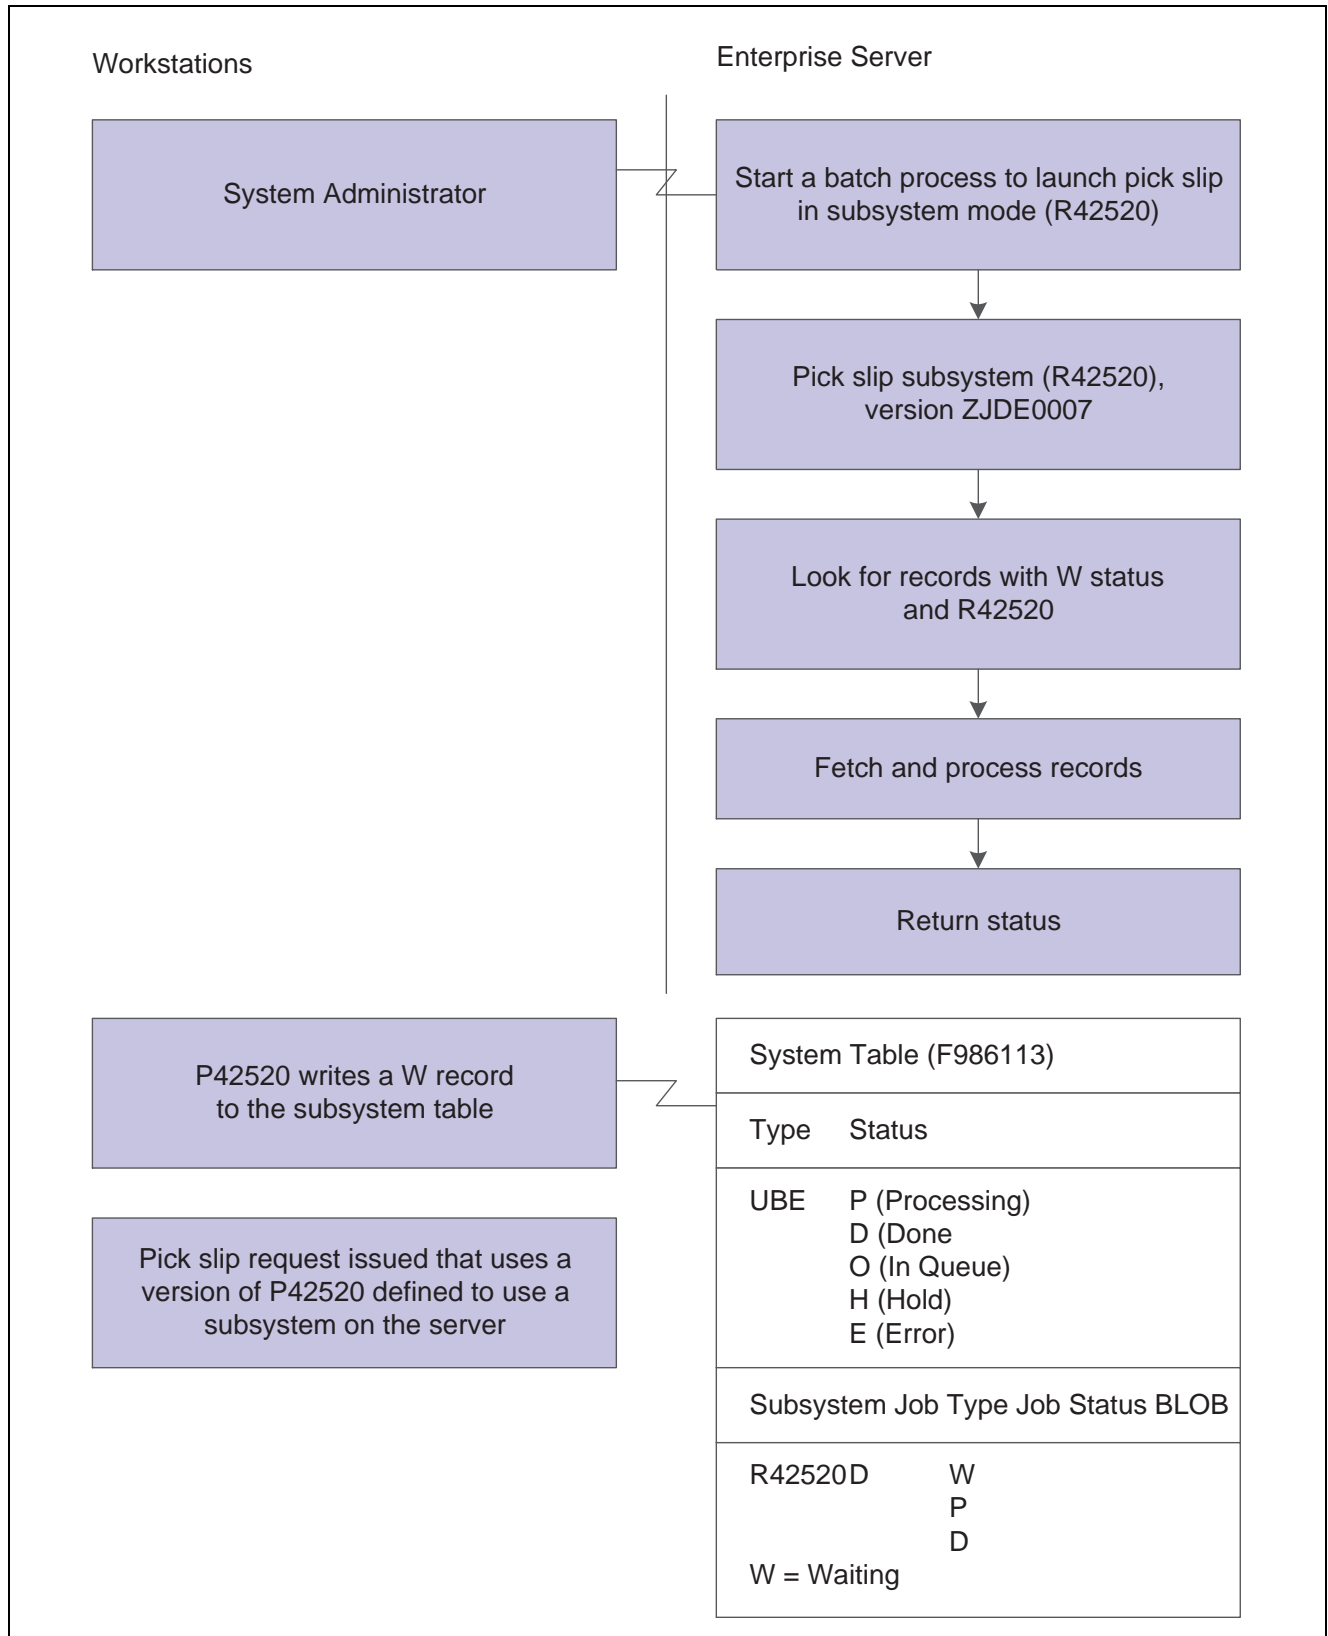 Workstations
Enterprise Server
System Administrator
Start a batch process to launch pick slip
in subsystem mode (R42520)
Pick slip subsystem (R42520),
version ZJDE0007
Look for records with W status
and R42520
Fetch and process records
Return status
P42520 writes a W record
to the subsystem table
Pick slip request issued that uses a
version of P42520 defined to use a
subsystem on the server
System Table (F986113)
Type Status
UBE P (Processing)
D (Done
O (In Queue)
H (Hold)
E (Error)
Subsystem Job Type Job Status BLOB
R42520D W
P
D
W = Waiting